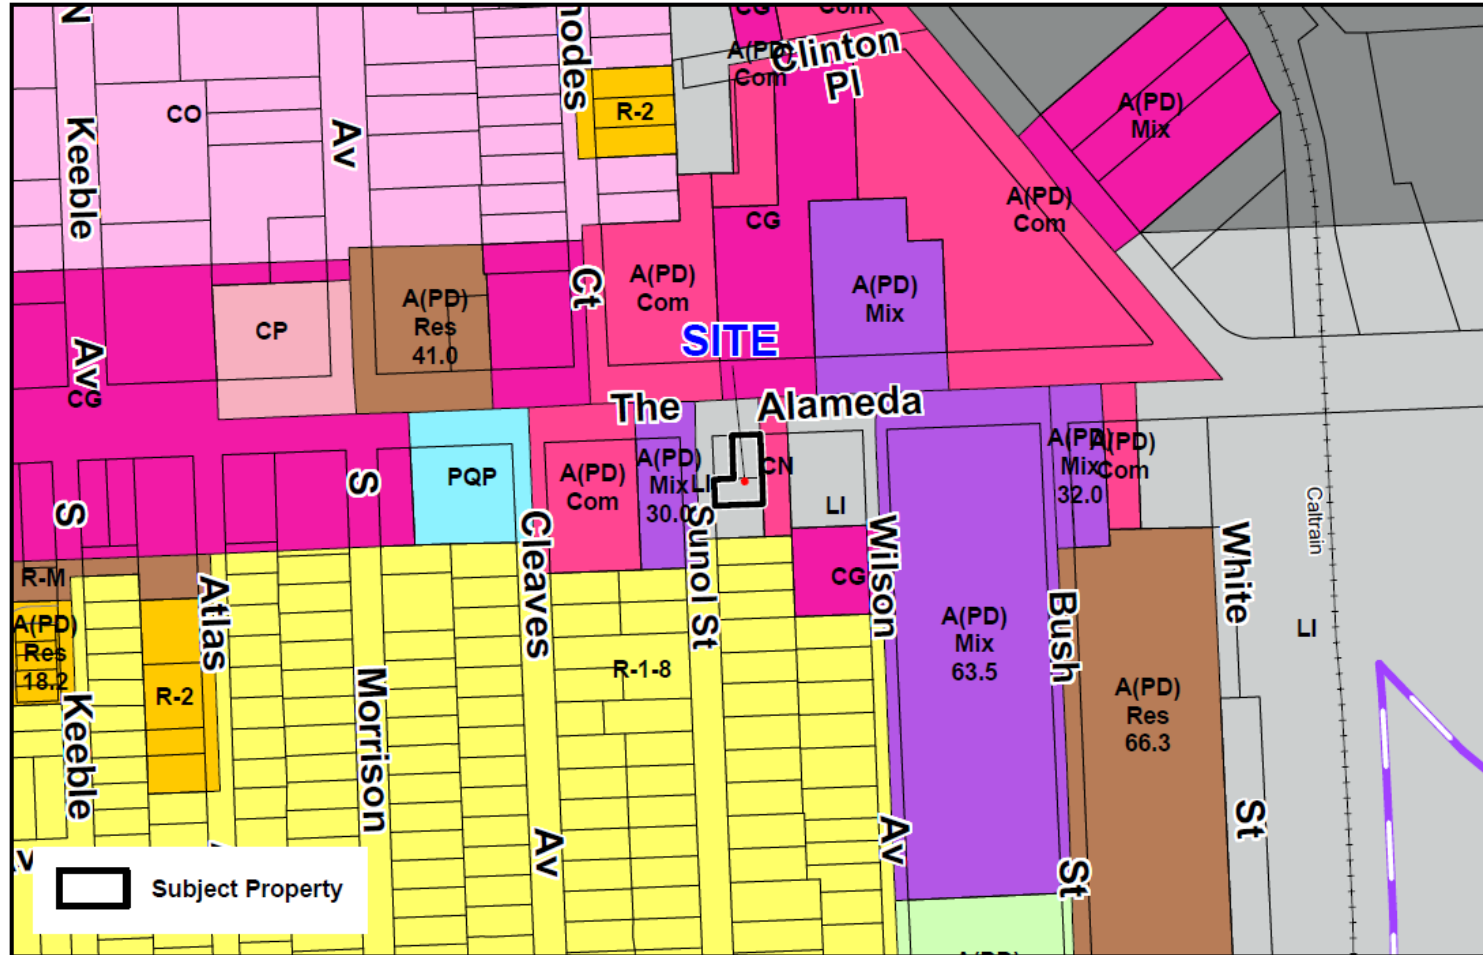 N
CG
Com
hodes
A(PD)
Com
Clinton
Pl
CO
Keeble
Av
R-2
A(PD)
Mix
A(PD)
Com
CG
A(PD)
Com
A(PD)
Mix
Ct
A(PD)
Res
41.0
CP
SITE
Av
CG
The Alameda
PQP
A(PD)
Com
A(PD)
Mix
30.0
LI
CN
LI
A(PD)
Mix
32.0
A(PD)
Com
S
S
Cleaves
Sunol St
Wilson
Caltrain
White
CG
R-M
Atlas
A(PD)
Res
18.2
R-2
Keeble
Morrison
R-1-8
A(PD)
Mix
63.5
Bush
A(PD)
Res
66.3
LI
Av
Av
St
St
Subject Property